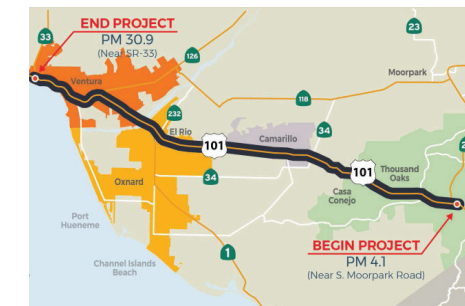 33
END PROJECT
PM 30.9
(Near SR-33)
23
126
Ventura
Moorpark
118
232
El Rio
101
Camarillo
34
34
Oxnard
101
Thousand
Oaks
Casa
Conejo
Port
Hueneme
1
BEGIN PROJECT
PM 4.1
(Near S. Moorpark Road)
Channel Islands
Beach